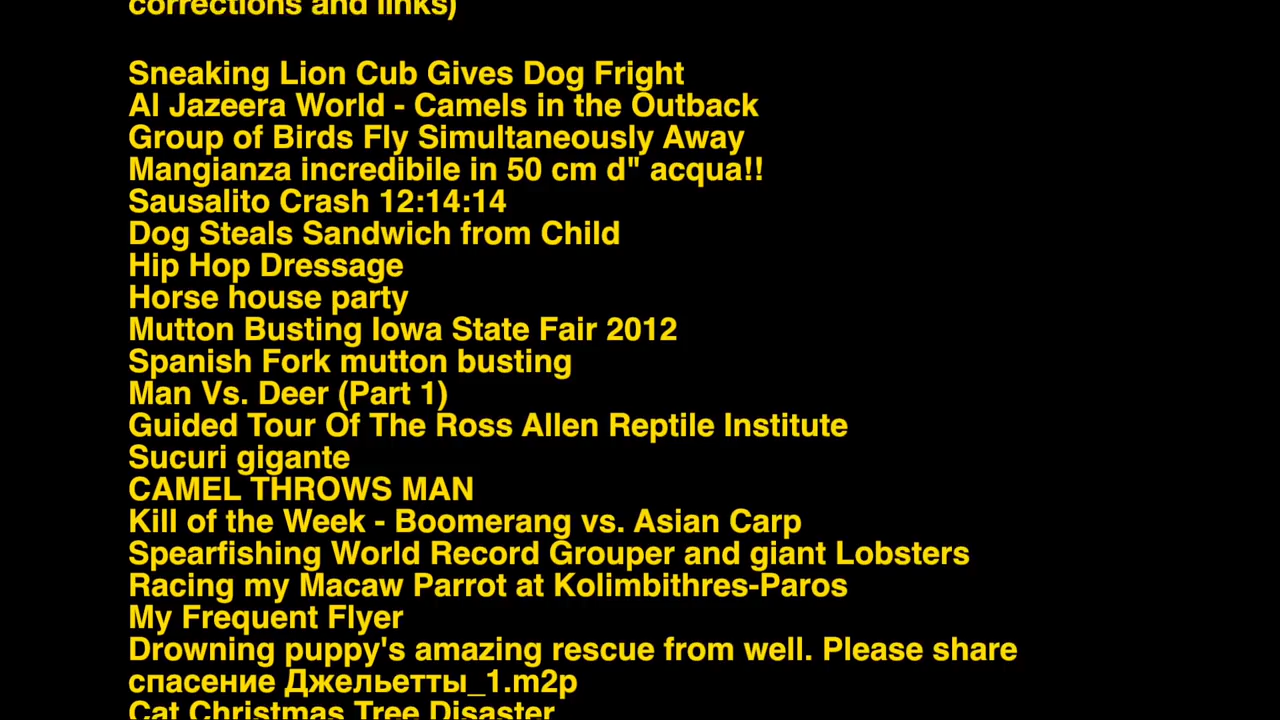 corrections and links)
Sneaking Lion Cub Gives Dog Fright
Al Jazeera World - Camels in the Outback
Group of Birds Fly Simultaneously Away
Mangianza incredibile in 50 cm d" acqua!!
Sausalito Crash 12:14:14
Dog Steals Sandwich from Child
Hip Hop Dressage
Horse house party
Mutton Busting Iowa State Fair 2012
Spanish Fork mutton busting
Man Vs. Deer (Part 1)
Guided Tour Of The Ross Allen Reptile Institute
Sucuri gigante
CAMEL THROWS MAN
Kill of the Week - Boomerang vs. Asian Carp
Spearfishing World Record Grouper and giant Lobsters
Racing my Macaw Parrot at Kolimbithres-Paros
My Frequent Flyer
Drowning puppy's amazing rescue from well. Please share
спасение Джельетты_1.m2p
Cat Christmas Tree Disaster